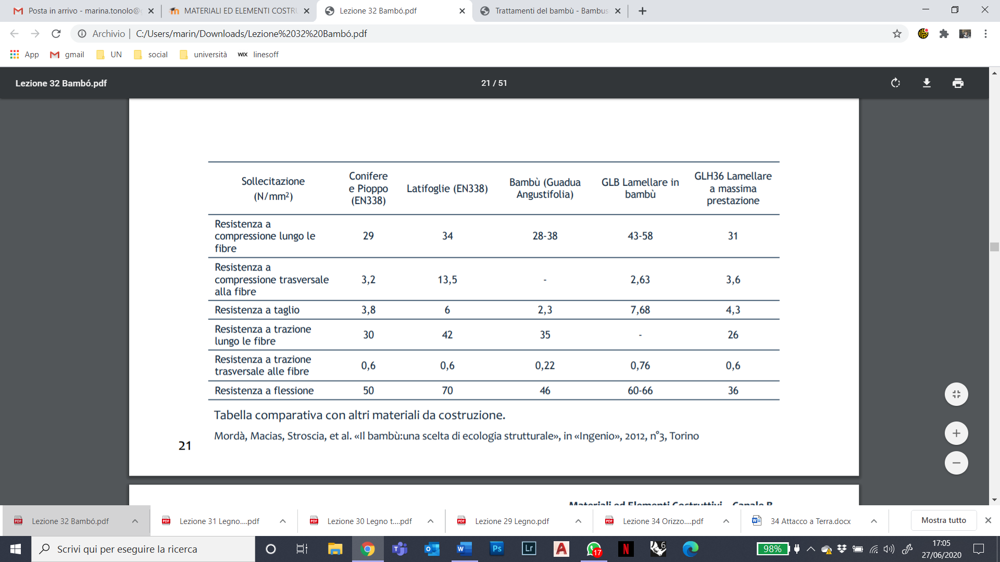 Posta in arrivo - marina.tonolo@g
MATERIALI ED ELEMENTI COSTRU
Lezione 32 Bambó.pdf
Trattamenti del bambù - Bambus
Archivio
C:/Users/marin/Downloads/Lezione%2032%20Bambó.pdf
App
gmail
UN
social
università
WIX
linesoff
Lezione 32 Bambó.pdf
21 / 51
Sollecitazione
(N/mm²)
Conifere
e Pioppo
(EN338)
Latifoglie (EN338)
Bambù (Guadua
Angustifolia)
GLB Lamellare in
bambù
GLH36 Lamellare
a massima
prestazione
Resistenza a
compressione lungo le
fibre
29
34
28-38
43-58
31
Resistenza a
compressione trasversale
alla fibre
3,2
13,5
-
2,63
3,6
Resistenza a taglio
3,8
6
2,3
7,68
4,3
Resistenza a trazione
lungo le fibre
30
42
35
-
26
Resistenza a trazione
trasversale alle fibre
0,6
0,6
0,22
0,76
0,6
Resistenza a flessione
50
70
46
60-66
36
Tabella comparativa con altri materiali da costruzione.
Mordà, Macias, Stroscia, et al. «Il bambù:una scelta di ecologia strutturale», in «Ingenio», 2012, n°3, Torino
21
Materiali ed Elementi Costruttivi – Canale B
Lezione 32 Bambó.pdf
Lezione 31 Legno....pdf
Lezione 30 Legno t....pdf
Lezione 29 Legno.pdf
Lezione 34 Orizzo....pdf
34 Attacco a Terra.docx
Mostra tutto
Scrivi qui per eseguire la ricerca
Ps
Lr
17
N
6
98%
17:05
27/06/2020